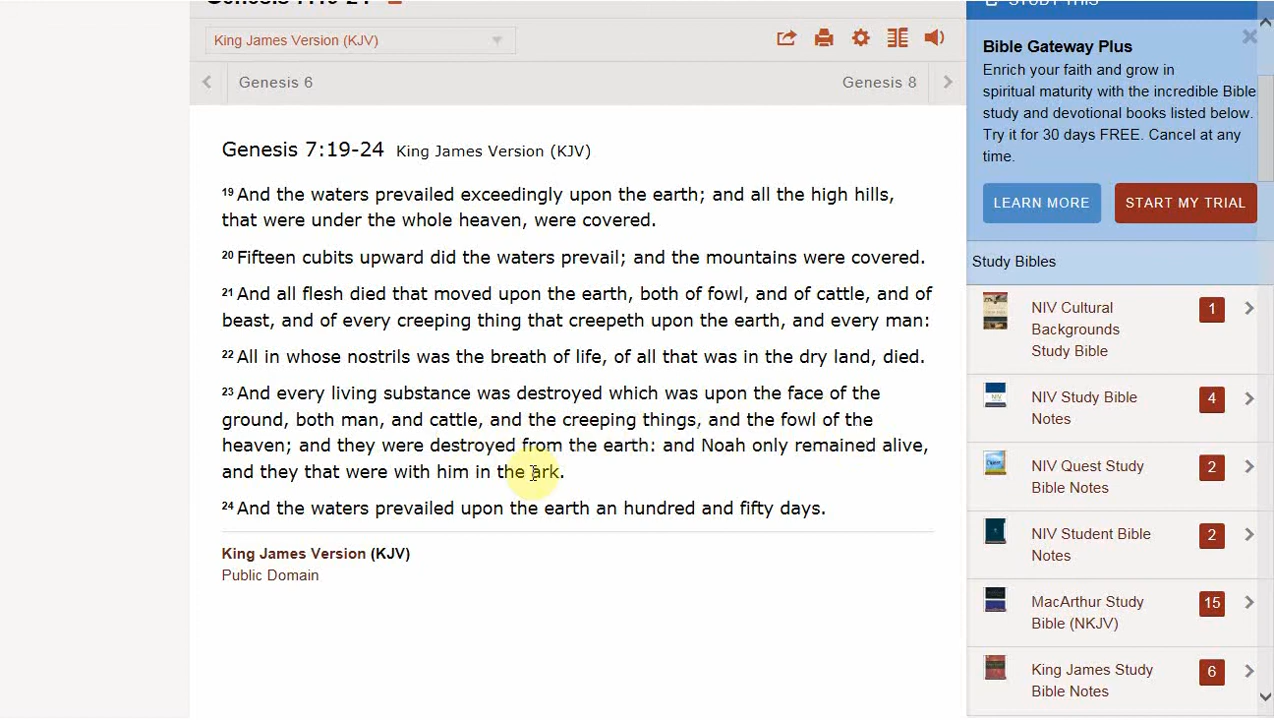 Genesis 7:19-24
STUDY THIS
King James Version (KJV)
Genesis 6
Genesis 8
Genesis 7:19-24 King James Version (KJV)
19 And the waters prevailed exceedingly upon the earth; and all the high hills,
that were under the whole heaven, were covered.
20 Fifteen cubits upward did the waters prevail; and the mountains were covered.
21 And all flesh died that moved upon the earth, both of fowl, and of cattle, and of
beast, and of every creeping thing that creepeth upon the earth, and every man:
22 All in whose nostrils was the breath of life, of all that was in the dry land, died.
23 And every living substance was destroyed which was upon the face of the
ground, both man, and cattle, and the creeping things, and the fowl of the
heaven; and they were destroyed from the earth: and Noah only remained alive,
and they that were with him in the ark.
24 And the waters prevailed upon the earth an hundred and fifty days.
King James Version (KJV)
Public Domain
Bible Gateway Plus
Enrich your faith and grow in
spiritual maturity with the incredible Bible
study and devotional books listed below.
Try it for 30 days FREE. Cancel at any
time.
LEARN MORE
START MY TRIAL
Study Bibles
NIV Cultural
Backgrounds
Study Bible
1
NIV Study Bible
Notes
4
NIV Quest Study
Bible Notes
2
NIV Student Bible
Notes
2
MacArthur Study
Bible (NKJV)
15
King James Study
Bible Notes
6